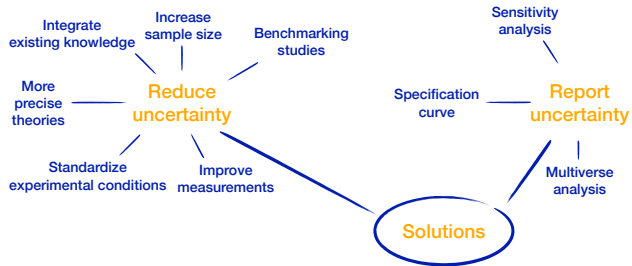 Integrate
existing knowledge
Increase
sample size
Benchmarking
studies
More
precise
theories
Reduce
uncertainty
Standardize
experimental conditions
Improve
measurements
Sensitivity
analysis
Specification
curve
Report
uncertainty
Multiverse
analysis
Solutions